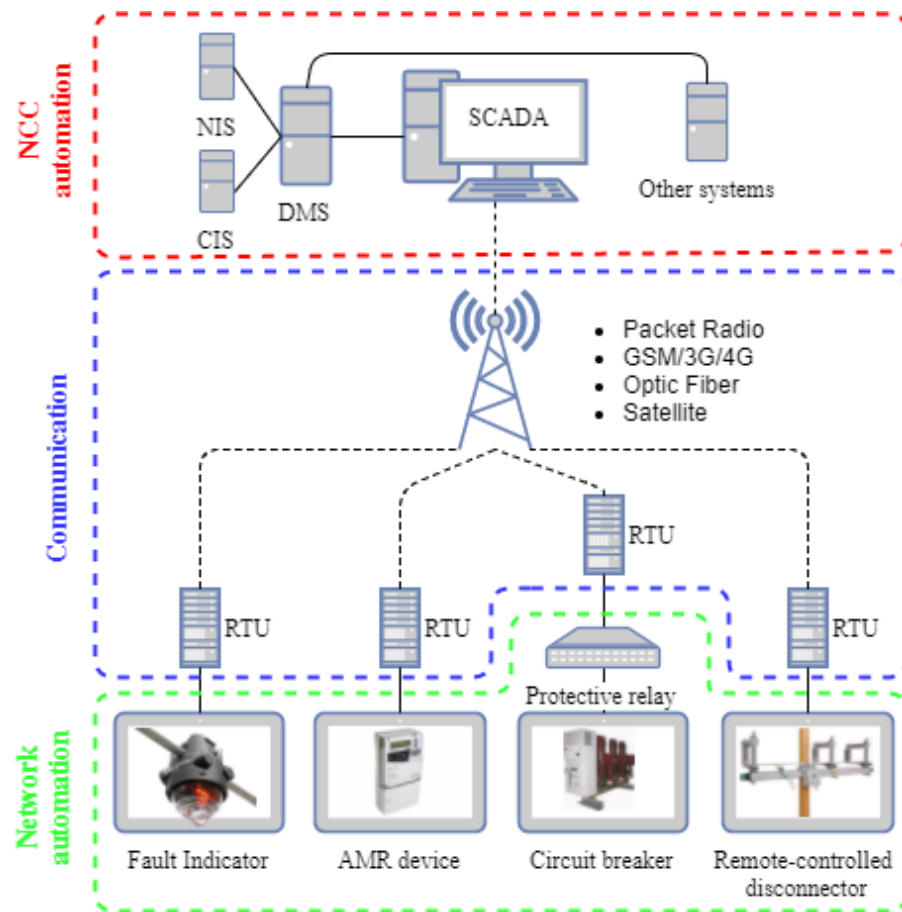 NCC
automation
NIS
CIS
DMS
SCADA
Other systems
Communication
Packet Radio
GSM/3G/4G
Optic Fiber
Satellite
RTU
RTU
RTU
RTU
Protective relay
Network
automation
Fault Indicator
AMR device
Circuit breaker
Remote-controlled
disconnector